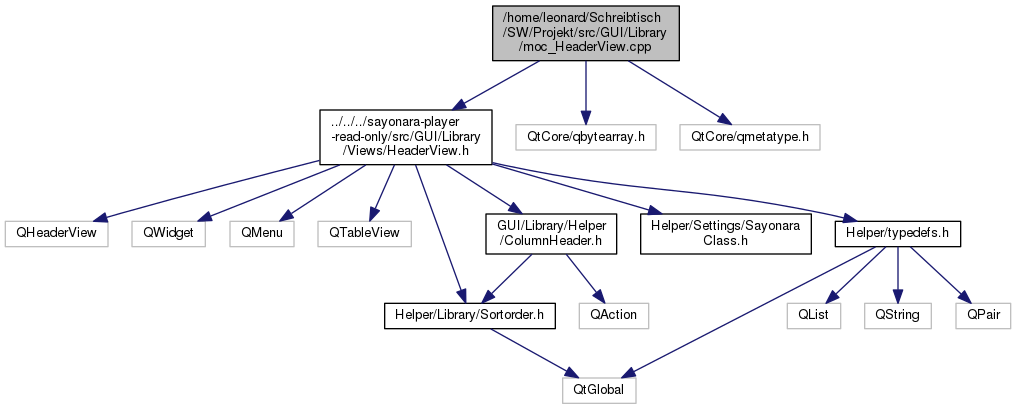 /home/leonard/Schreibtisch
/SW/Projekt/src/GUI/Library
/moc_HeaderView.cpp
../../../sayonara-player
-read-only/src/GUI/Library
/Views/HeaderView.h
QtCore/qbytearray.h
QtCore/qmetatype.h
QHeaderView
QWidget
QMenu
QTableView
GUI/Library/Helper
/ColumnHeader.h
Helper/Settings/Sayonara
Class.h
Helper/typedefs.h
Helper/Library/Sortorder.h
QAction
QList
QString
QPair
QtGlobal